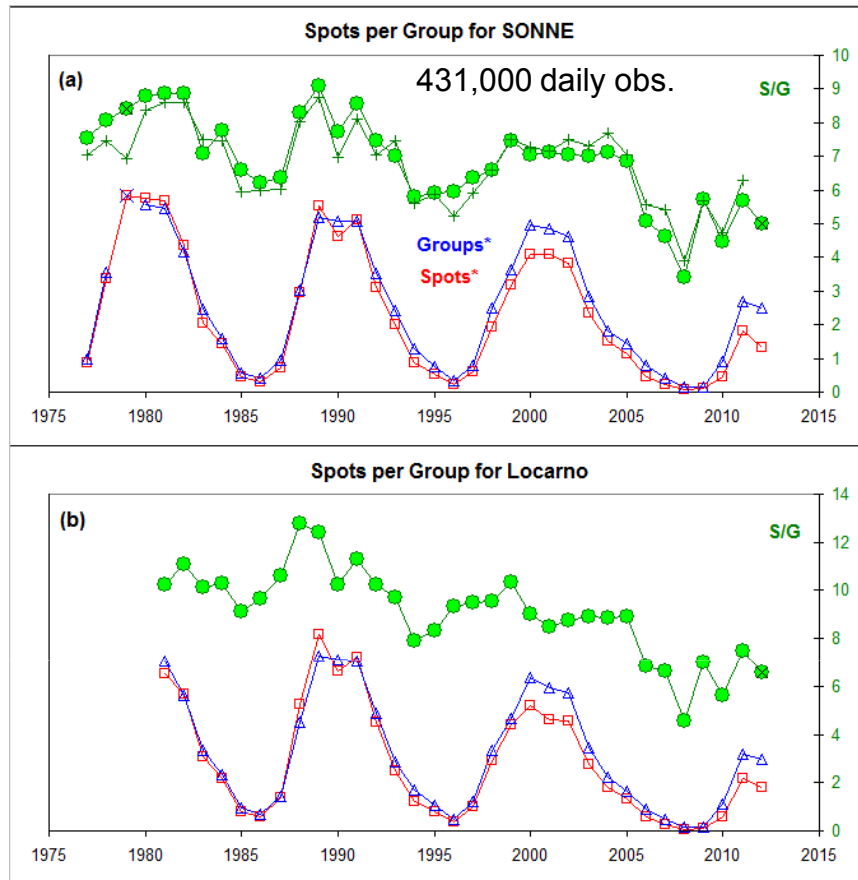 Spots per Group for SONNE
(a)
431,000 daily obs.
S/G
Groups*
Spots*
10
9
8
7
6
5
4
3
2
1
0
1975 1980 1985 1990 1995 2000 2005 2010 2015
Spots per Group for Locarno
(b)
S/G
14
12
10
8
6
4
2
0
1975 1980 1985 1990 1995 2000 2005 2010 2015